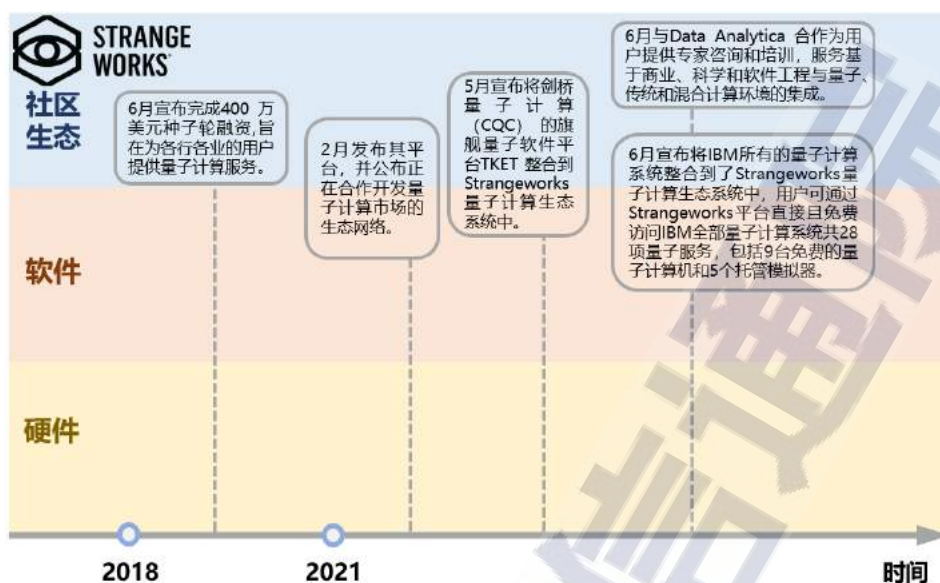 STRANGE
WORKS
社区
生态
6月宣布完成400 万
美元种子轮融资,旨
在为各行各业的用户
提供量子计算服务。
2月发布其平
台，并公布正
在合作开发量
子计算市场的
生态网络。
5月宣布将剑桥
量子计算
（CQC）的旗
舰量子软件平
台TKET 整合到
Strangeworks
量子计算生态
系统中。
6月与Data Analytica 合作为用
户提供专家咨询和培训，服务基
于商业、科学和软件工程与量子、
传统和混合计算环境的集成。
6月宣布将IBM所有的量子计算
系统整合到了Strangeworks量
子计算生态系统中，用户可通过
Strangeworks平台直接且免费
访问IBM全部量子计算系统共28
项量子服务，包括9台免费的量
子计算机和5个托管模拟器。
软件
硬件
2018
2021
时间
信通院